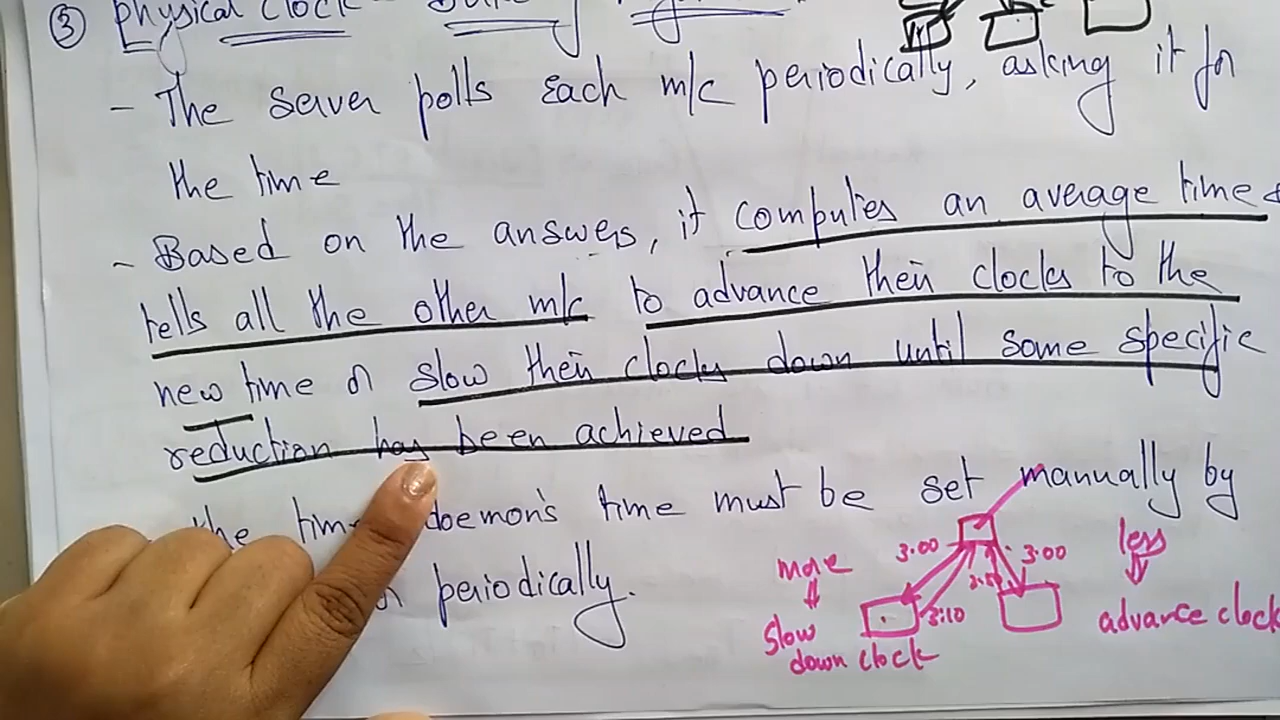 ③ Physical Clock
- The server polls each m/c periodically, asking it for
the time
- Based on the answers, it computes an average time &
tells all the other m/c to advance their clocks to the
new time or slow their clocks down until some specific
reduction has been achieved
the time doemon's time must be set manually by
periodically.
3.00
3.00
3:10
more
slow
down clock
less
advance clock